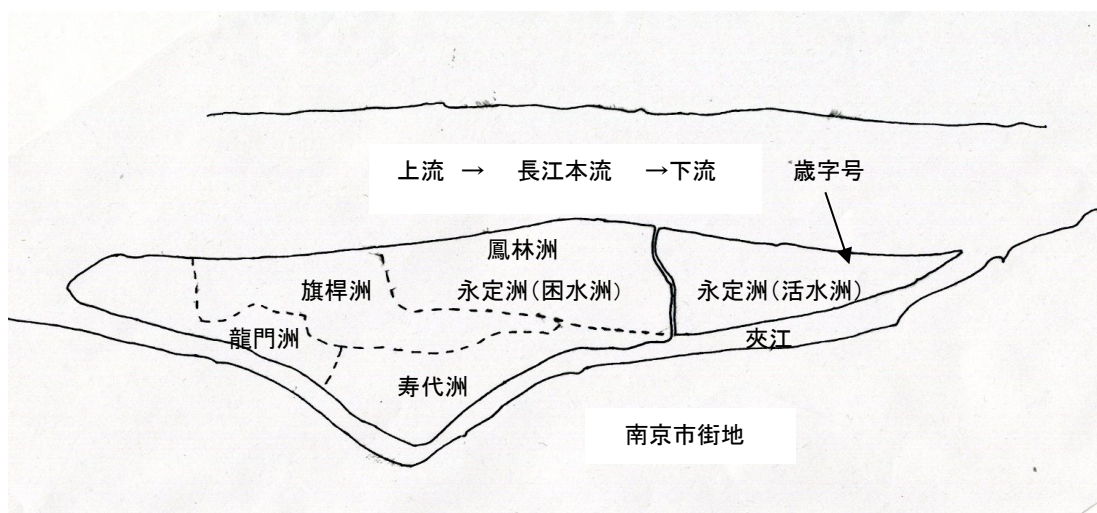 上流 → 長江本流 →下流
歳字号
鳳林洲
旗桿洲
永定洲(困水洲)
永定洲(活水洲)
龍門洲
夾江
寿代洲
南京市街地